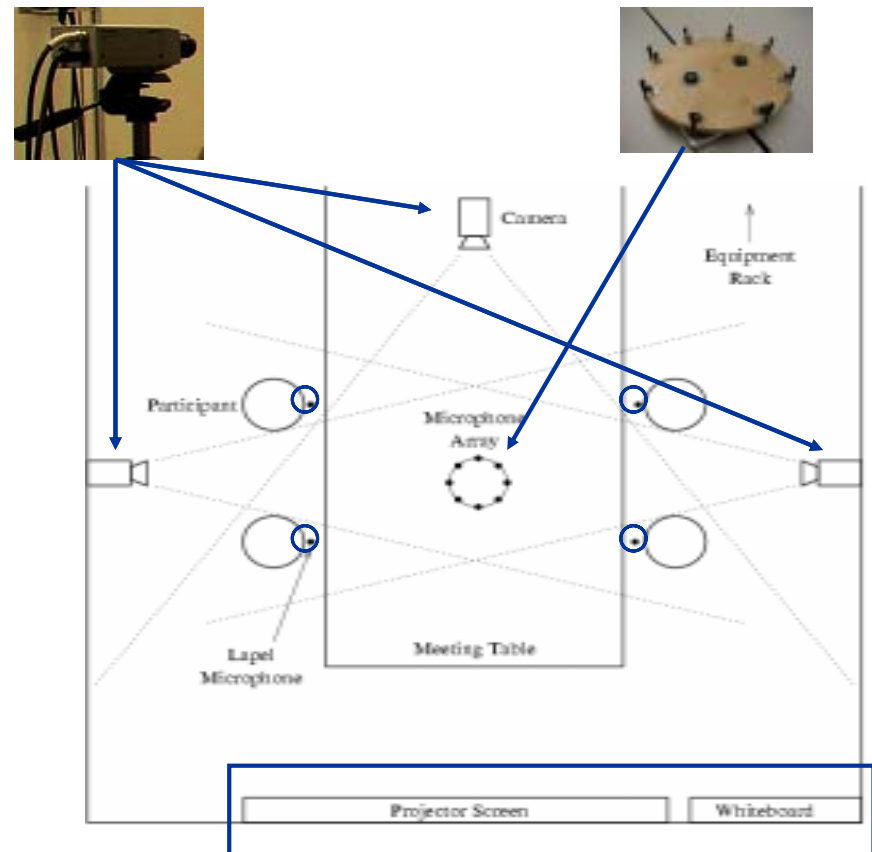 Camera
Equipment
Rack
Participant
Microphone
Array
Lapel
Microphone
Meeting Table
Projector Screen
Whiteboard